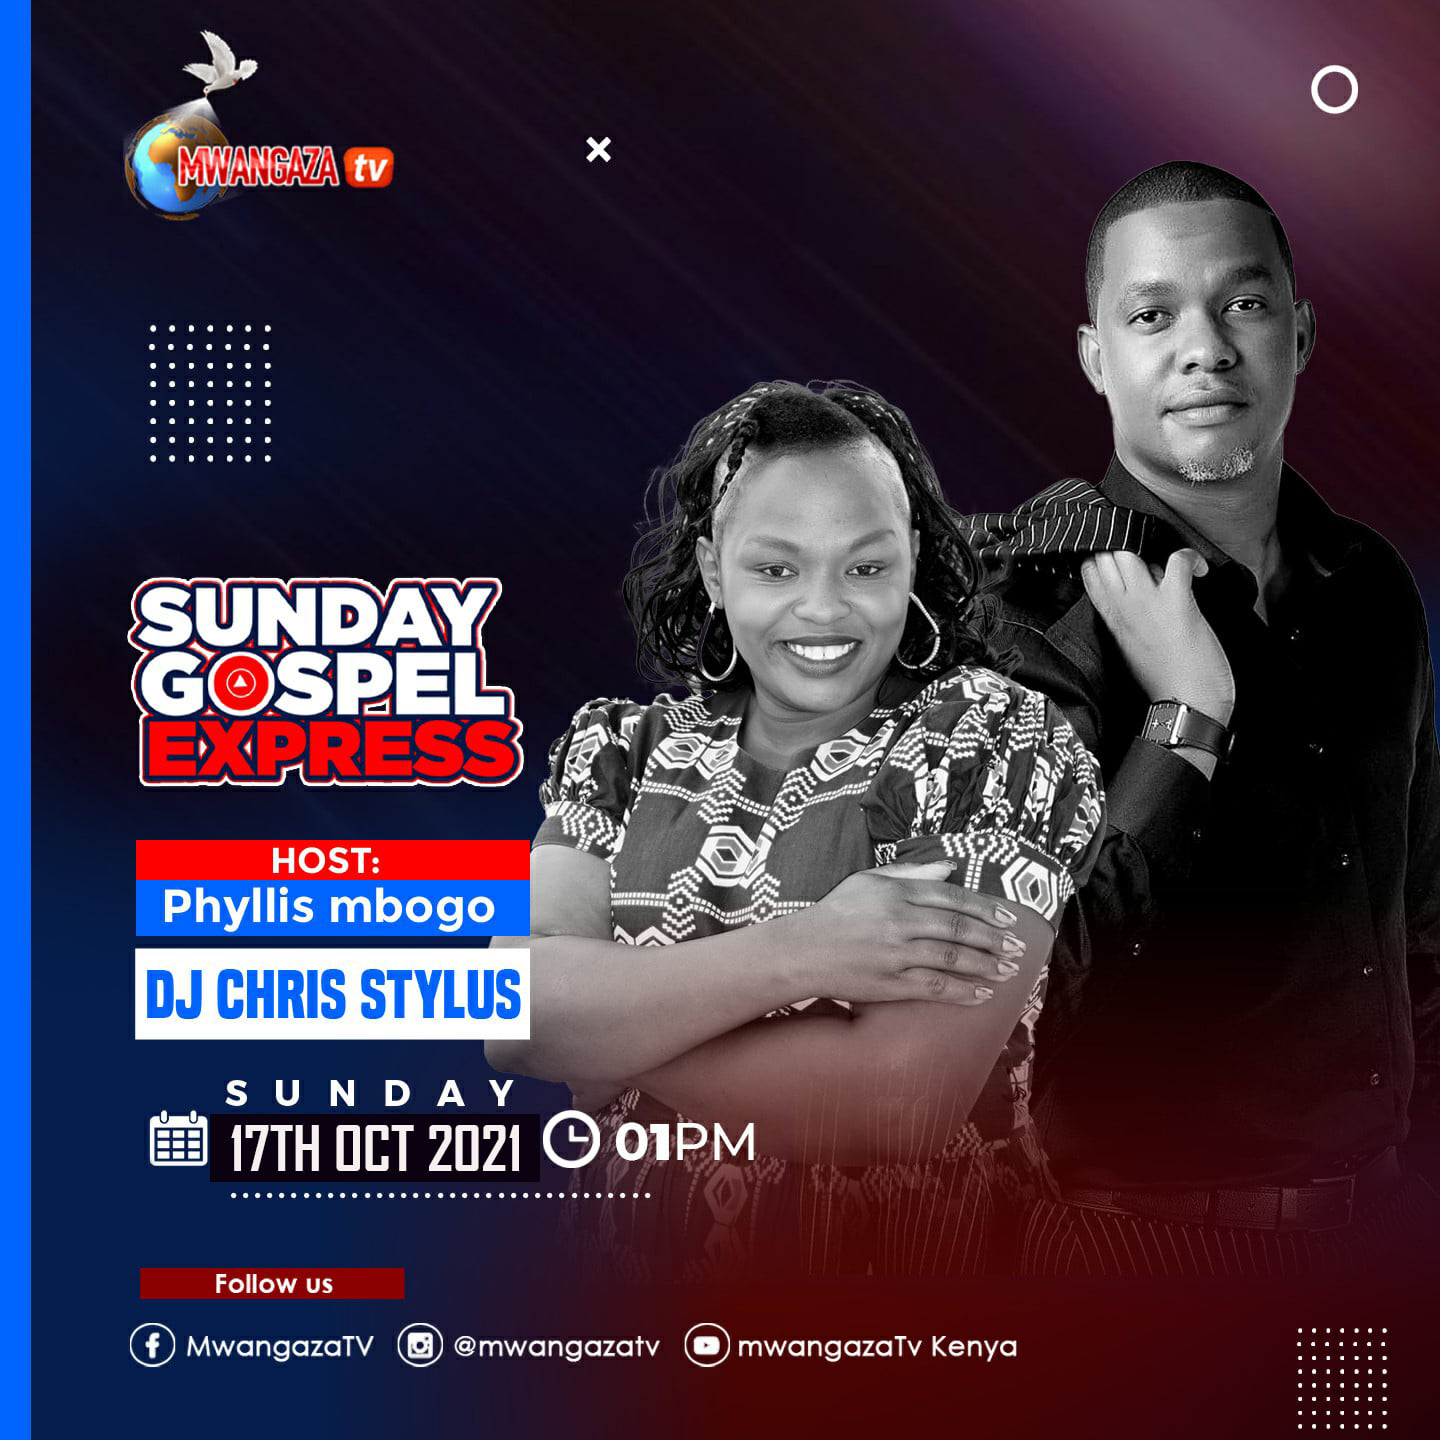 MWANGAZA tv
SUNDAY
GOSPEL
EXPRESS
HOST:
Phyllis mbogo
DJ CHRIS STYLUS
SUNDAY
17TH OCT 2021
01PM
Follow us
MwangazaTV @mwangazatv mwangazaTv Kenya